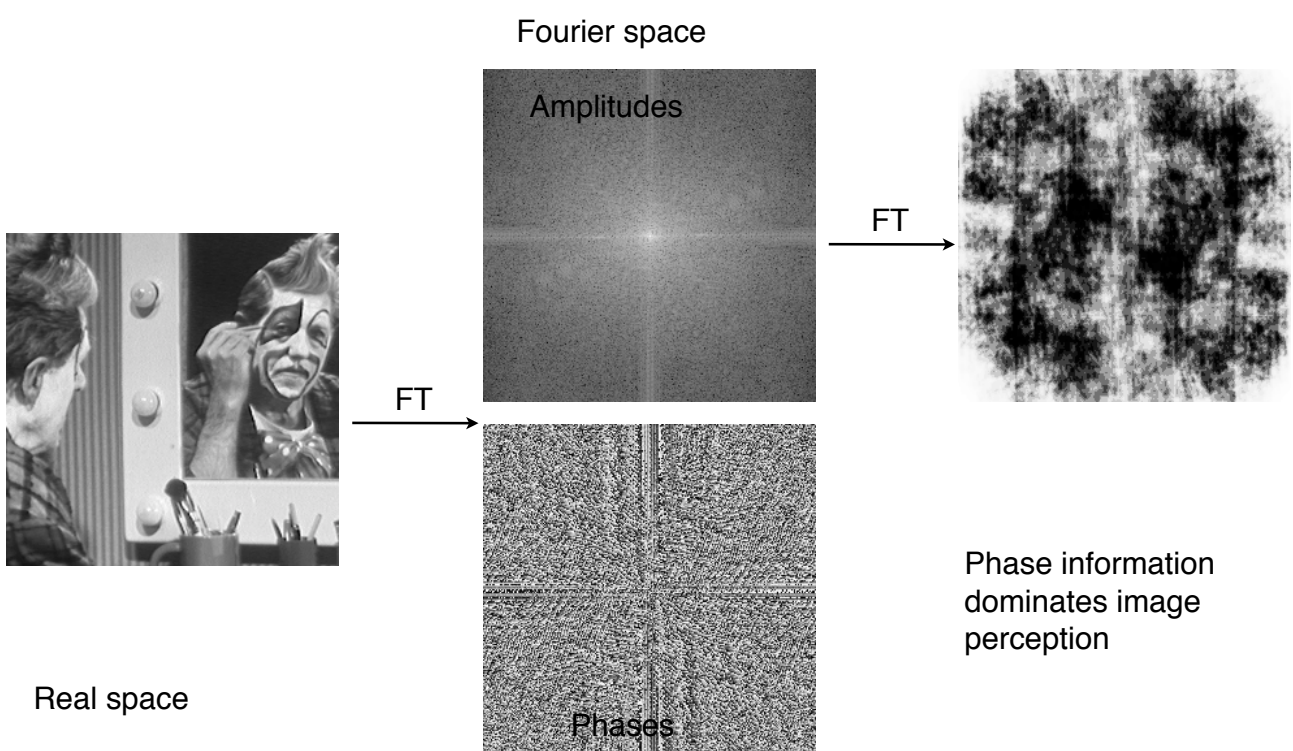 Fourier space
Amplitudes
FT
FT
Phases
Phase information
dominates image
perception
Real space